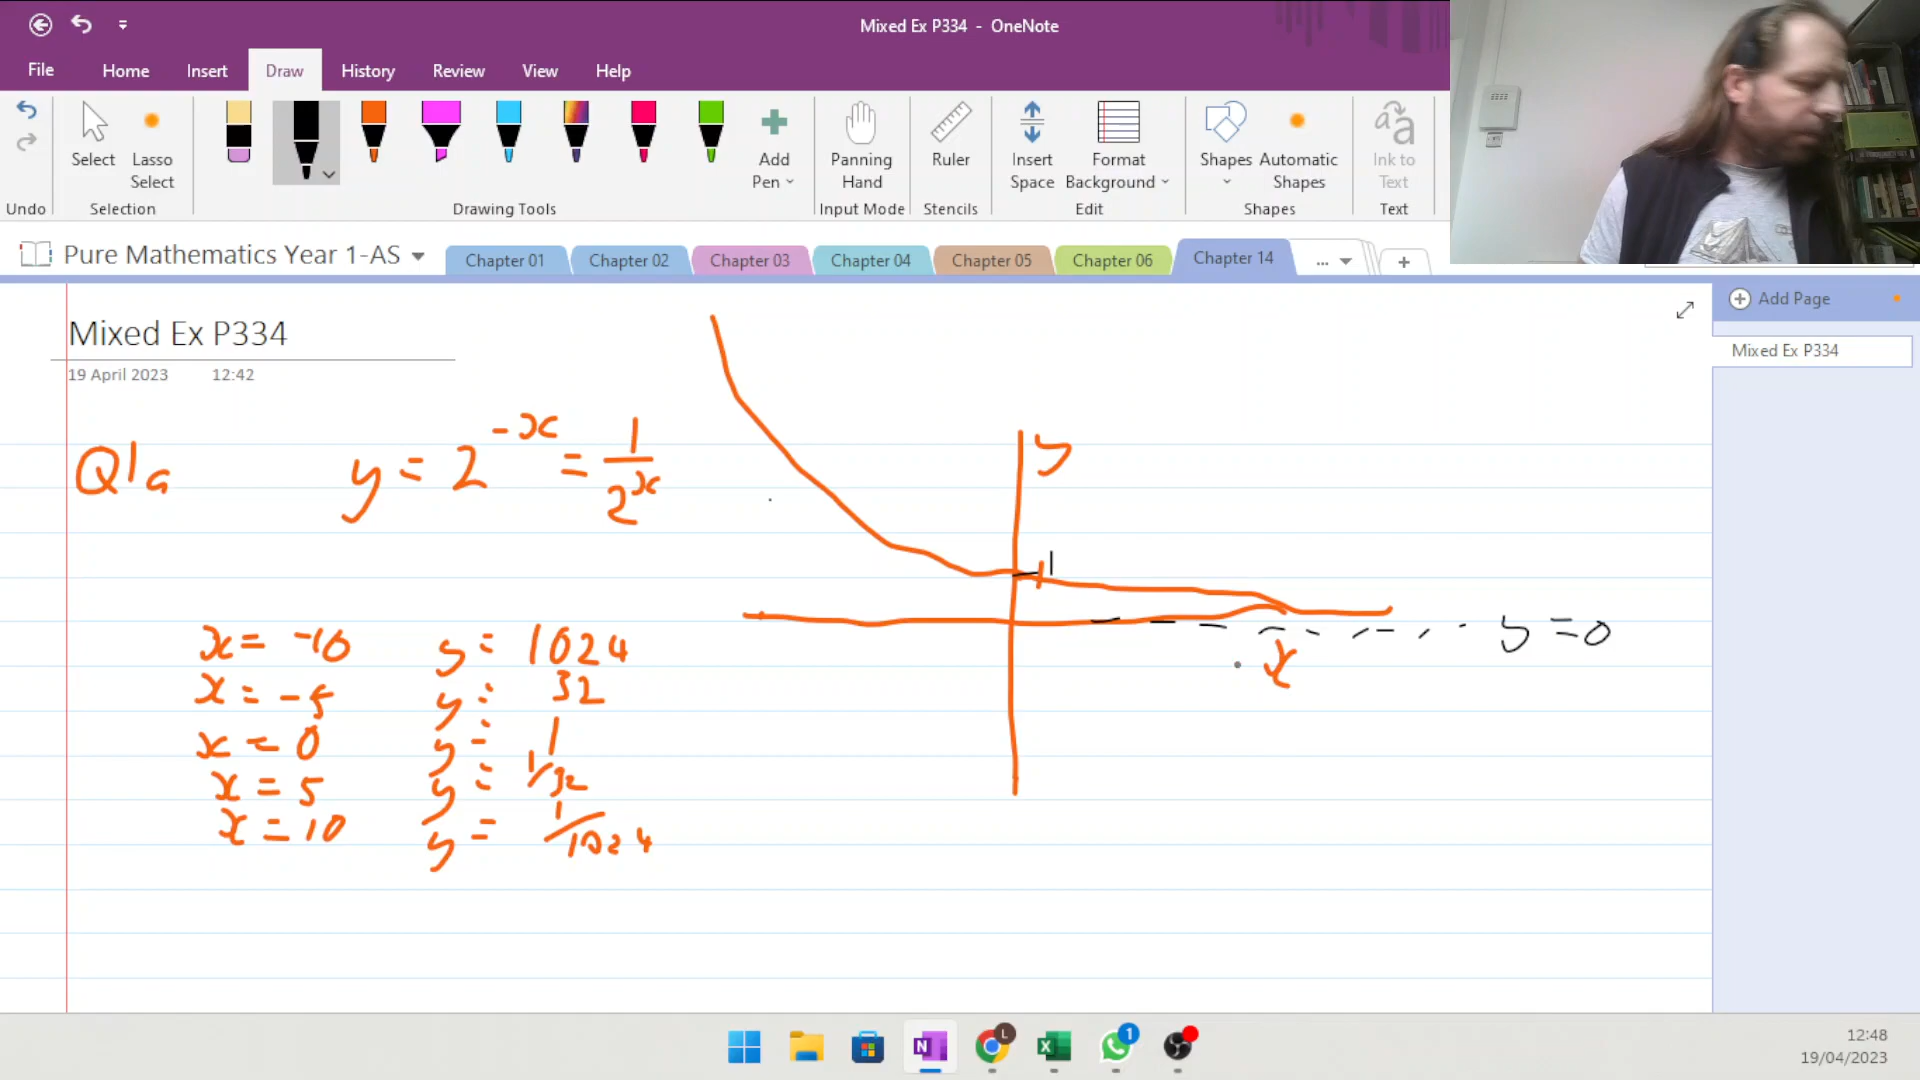 Mixed Ex P334 - OneNote
File Home Insert Draw History Review View Help
Select
Lasso Select
Add Pen
Panning Hand
Ruler
Insert Space
Format Background
Shapes
Automatic Shapes
Ink to Text
Undo Selection Drawing Tools Input Mode Stencils Edit Shapes Text
Pure Mathematics Year 1-AS
Chapter 01 Chapter 02 Chapter 03 Chapter 04 Chapter 05 Chapter 06 Chapter 14 ...
Add Page
Mixed Ex P334
Mixed Ex P334
19 April 2023 12:42
Q1a y = 2^-x = 1/2^x
y
1
y = 0
x
x = -10 y = 1024
x = -5 y = 32
x = 0 y = 1
x = 5 y = 1/32
x = 10 y = 1/1024
N
L
X
1
12:48
19/04/2023